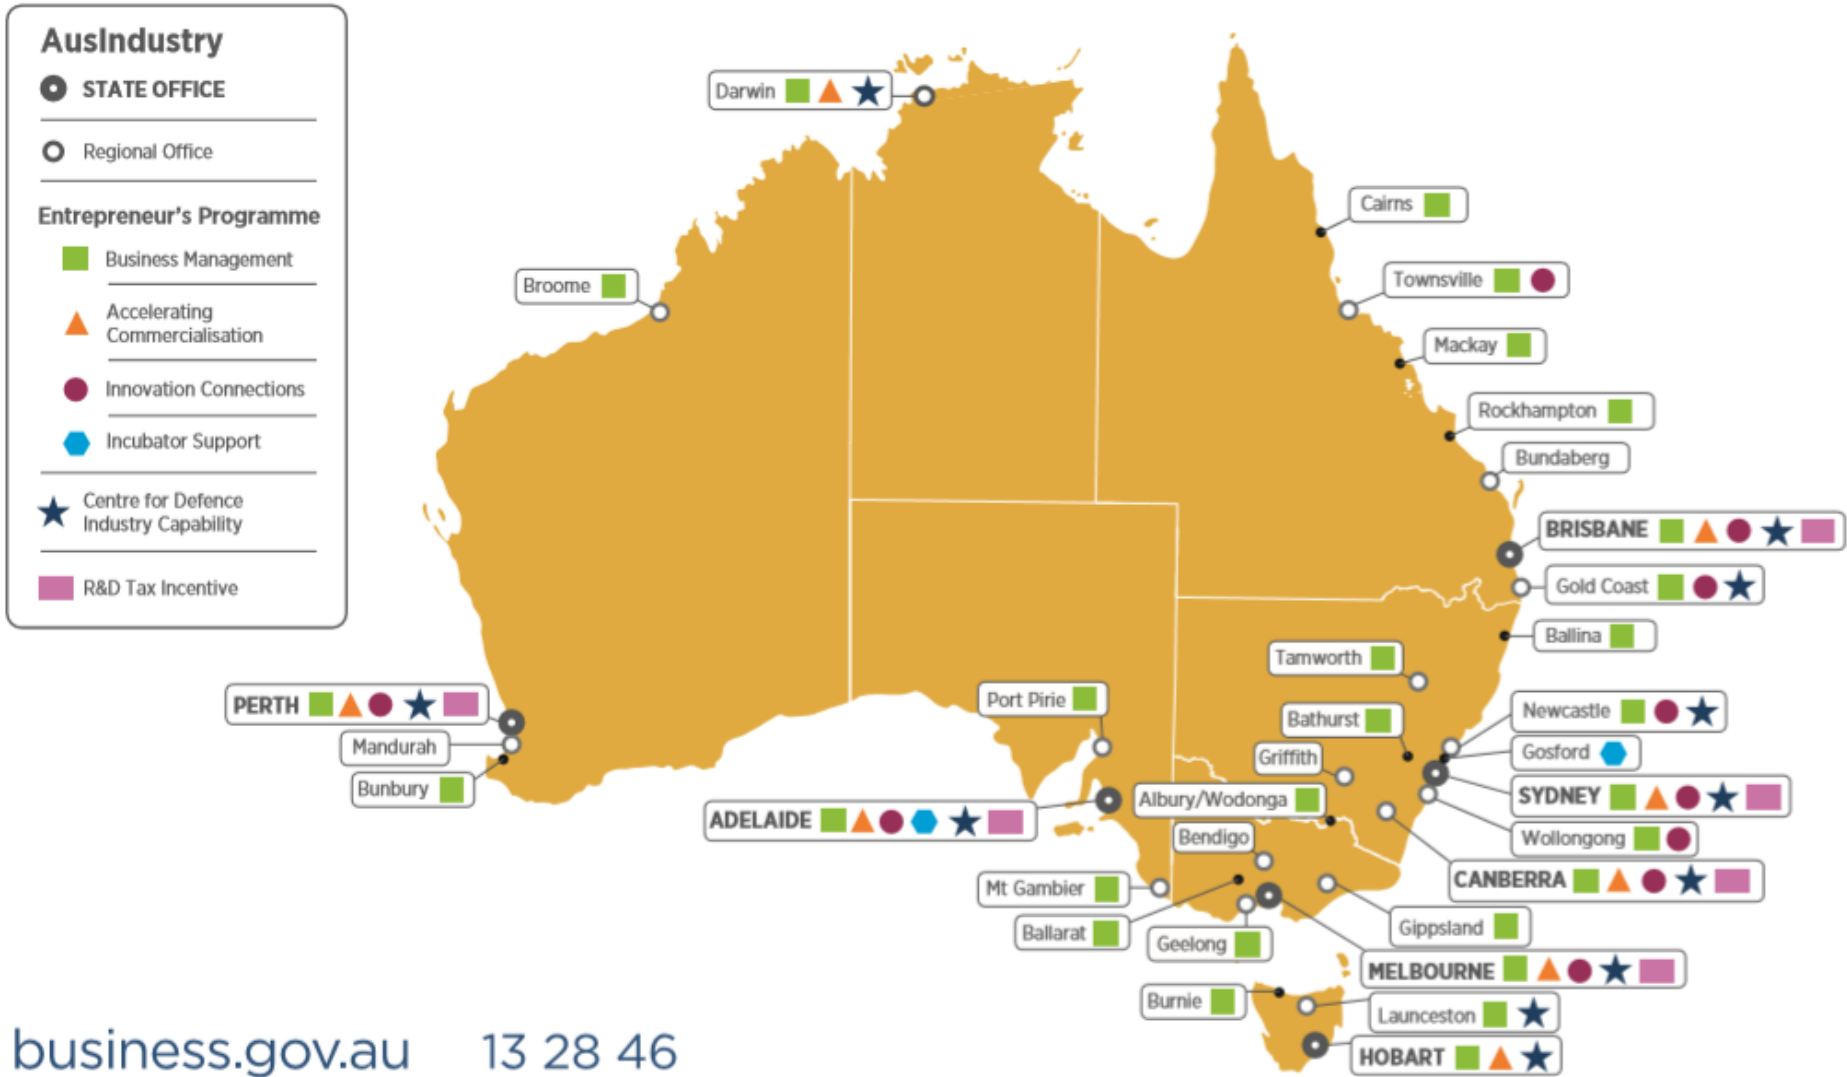 AusIndustry
STATE OFFICE
Regional Office
Entrepreneur's Programme
Business Management
Accelerating
Commercialisation
Innovation Connections
Incubator Support
Centre for Defence
Industry Capability
R&D Tax Incentive
Darwin
Cairns
Broome
Townsville
Mackay
Rockhampton
Bundaberg
BRISBANE
Gold Coast
Ballina
Tamworth
PERTH
Port Pirie
Bathurst
Newcastle
Mandurah
Griffith
Gosford
Bunbury
Albury/Wodonga
SYDNEY
ADELAIDE
Bendigo
Wollongong
CANBERRA
Mt Gambier
Ballarat
Geelong
Gippsland
MELBOURNE
Burnie
Launceston
HOBART
business.gov.au 13 28 46